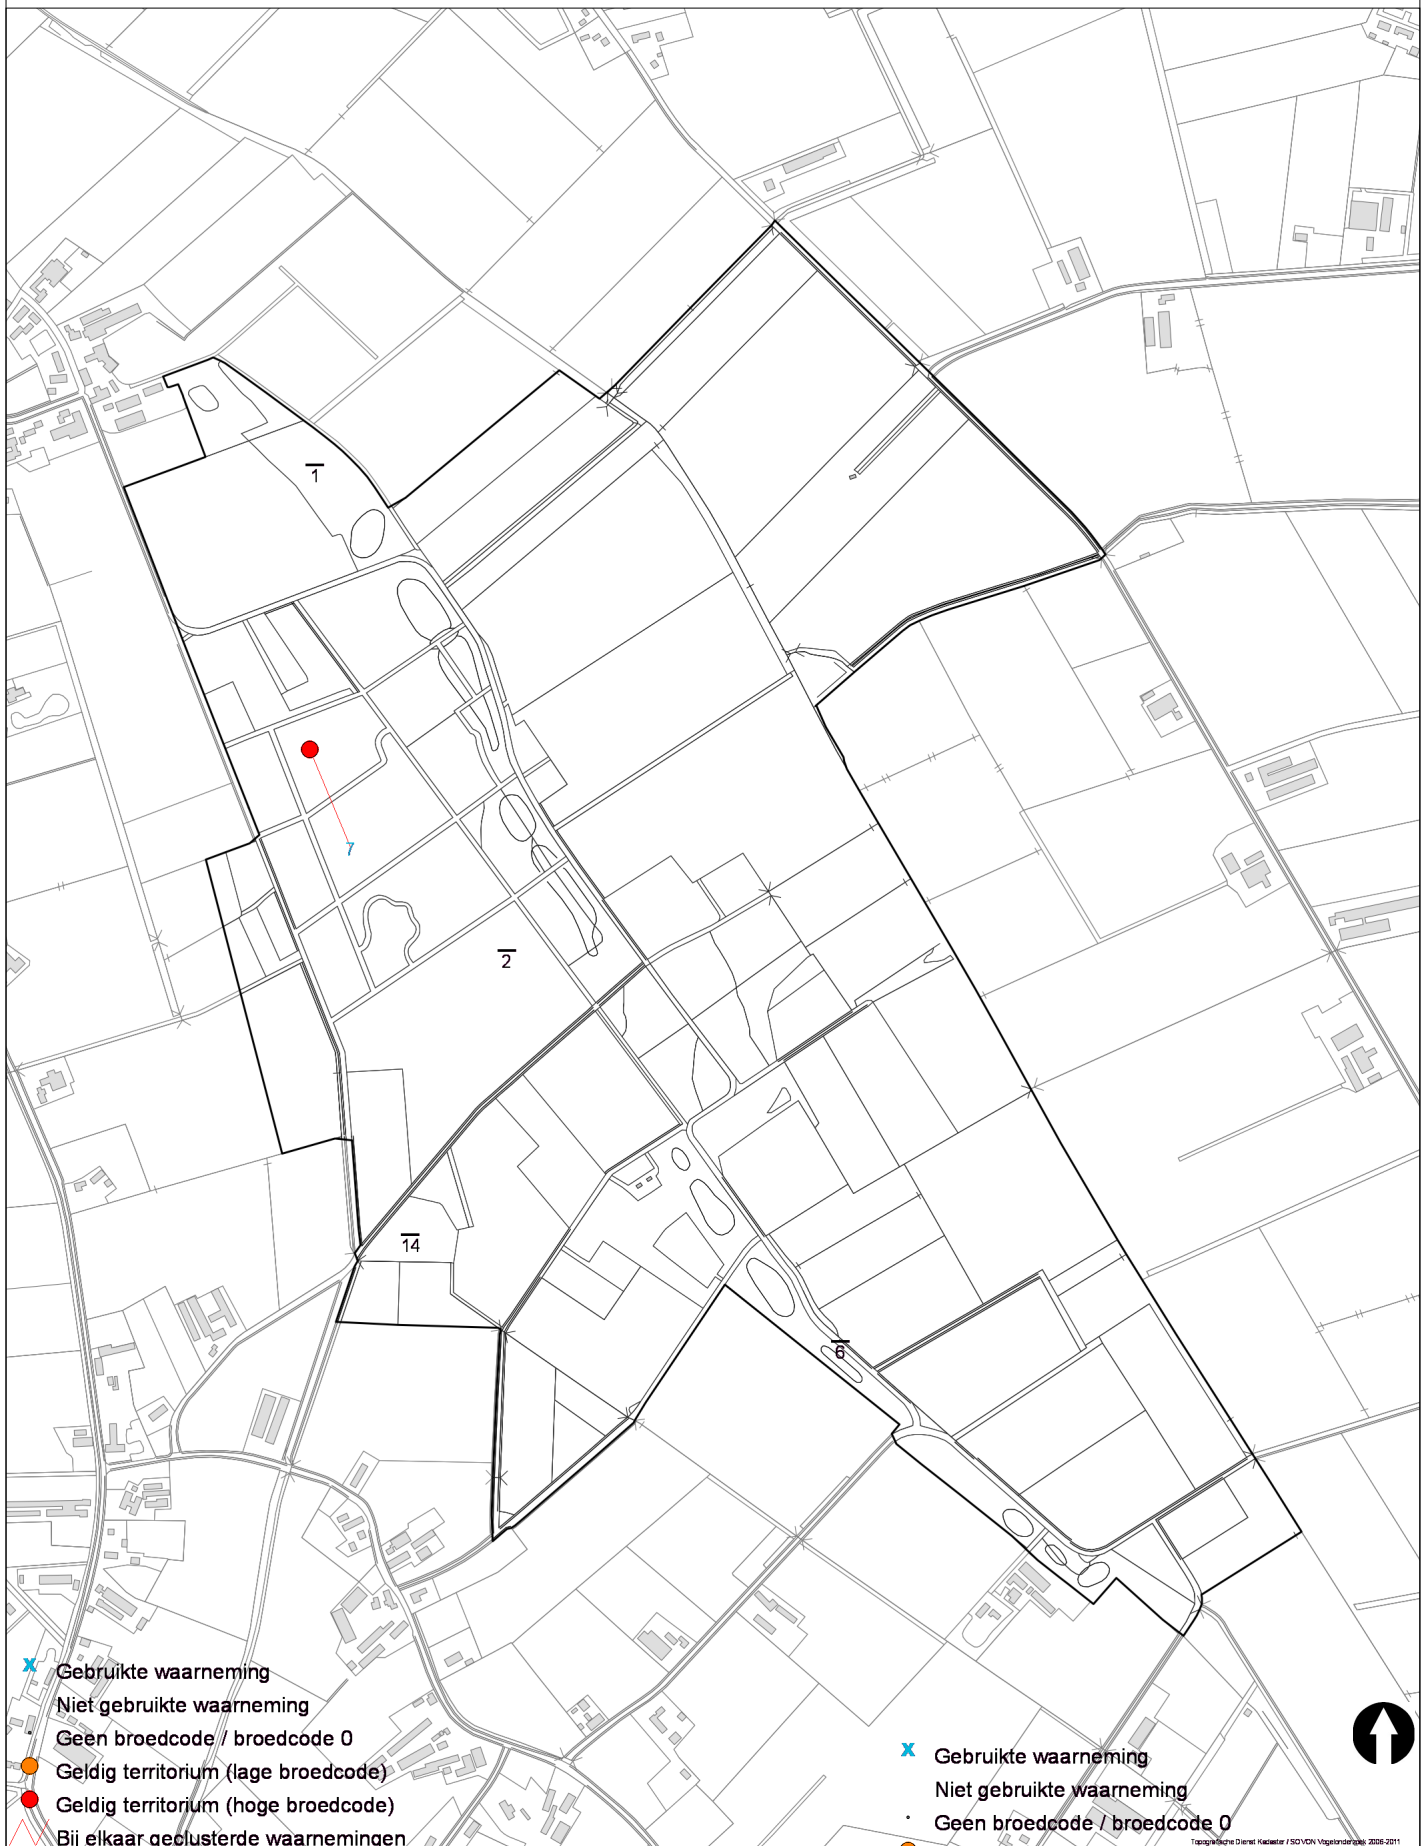 1
7
2
14
6
x Gebruikte waarneming
Niet gebruikte waarneming
Geen broedcode / broedcode 0
Geldig territorium (lage broedcode)
Geldig territorium (hoge broedcode)
Bij elkaar geclusterde waarnemingen
x Gebruikte waarneming
Niet gebruikte waarneming
Geen broedcode / broedcode 0
Topografische Dienst Kadaster / SOVON Vogelonderzoek 2006-2011